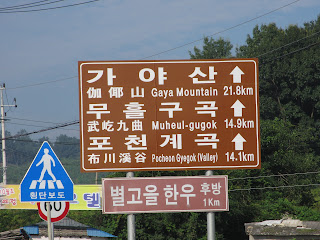 가야산
伽倻山 Gaya Mountain 21.8km
무흘구곡
武屹九曲 Muheul-gugok 14.9km
포천계곡
布川溪谷 Pocheon Gyegok (Valley) 14.1km
횡단보도
별고을한우 후방 1Km
60
텔